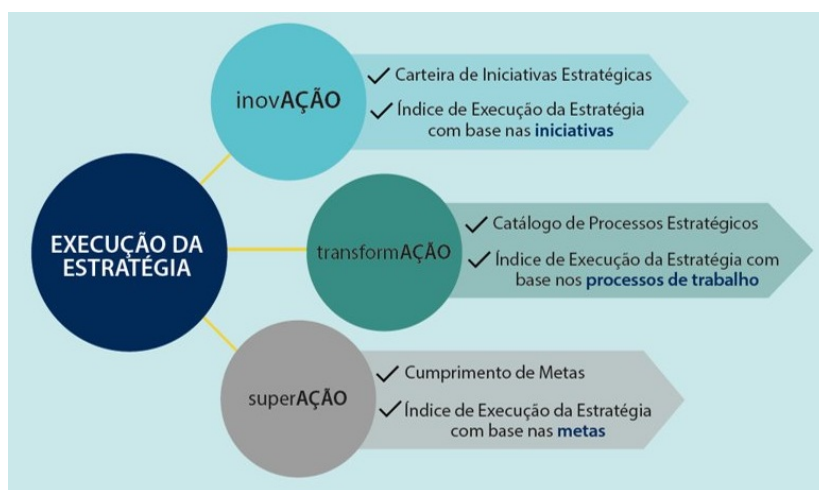 EXECUÇÃO DA
ESTRATÉGIA
inovAÇÃO
Carteira de Iniciativas Estratégicas
Índice de Execução da Estratégia
com base nas iniciativas
transformAÇÃO
Catálogo de Processos Estratégicos
Índice de Execução da Estratégia com
base nos processos de trabalho
superAÇÃO
Cumprimento de Metas
Índice de Execução da Estratégia
com base nas metas